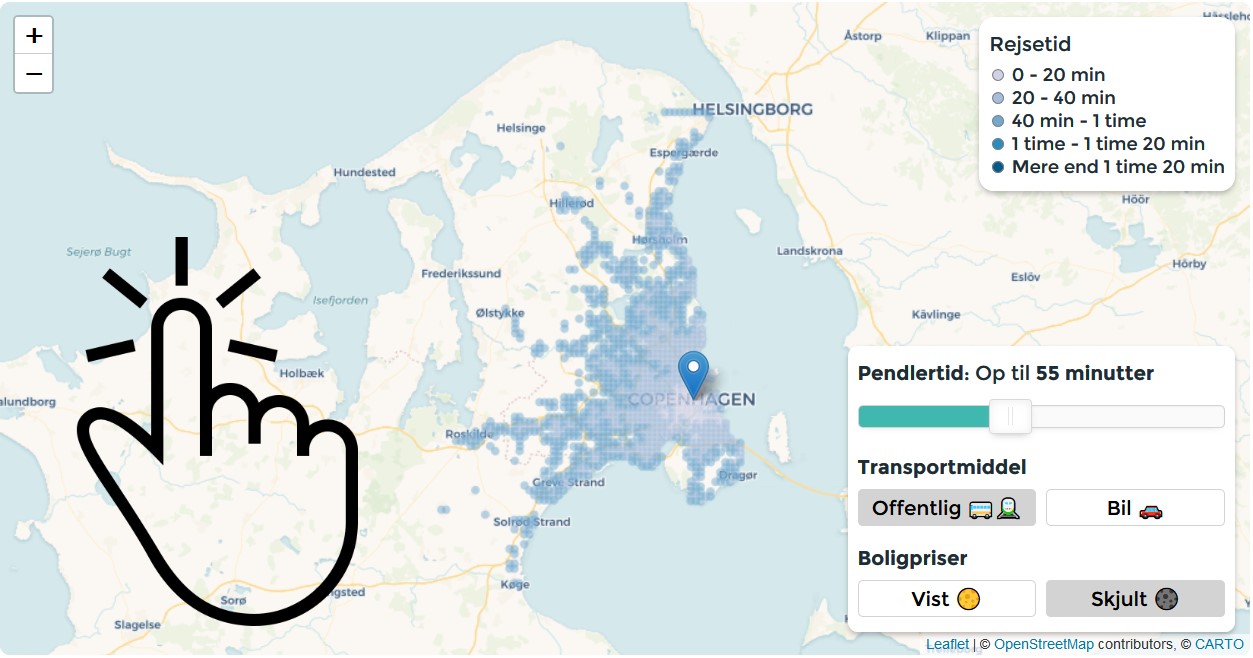 +
−
Hässleho
Åstorp
Klippan
Rejsetid
0 - 20 min
20 - 40 min
40 min - 1 time
1 time - 1 time 20 min
Mere end 1 time 20 min
HELSINGBORG
Helsinge
Espergærde
Hundested
Hillerød
Höör
Hørsholm
Sejerø Bugt
Landskrona
Hörby
Frederikssund
Eslöv
Isefjorden
Ølstykke
Kävlinge
Holbæk
alundborg
COPENHAGEN
Roskilde
Dragør
Greve Strand
Solrød Strand
Køge
Sorø
ngsted
Slagelse
Pendlertid: Op til 55 minutter
Transportmiddel
Offentlig
Bil
Boligpriser
Vist
Skjult
Leaflet | © OpenStreetMap contributors, © CARTO